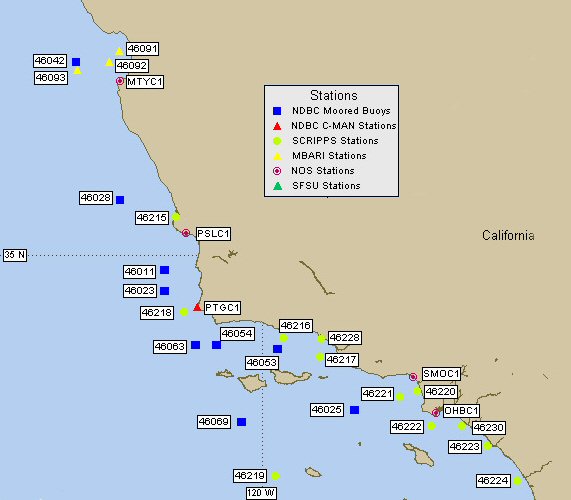 46091
46042
46092
46093
MTYC1
Stations
NDBC Moored Buoys
NDBC C-MAN Stations
SCRIPPS Stations
MBARI Stations
NOS Stations
SFSU Stations
46028
46215
PSLC1
California
35 N
46011
46023
PTGC1
46218
46216
46054
46228
46063
46217
46053
SMOC1
46221
46220
46025
OHBC1
46069
46222
46230
46223
46219
46224
120 W